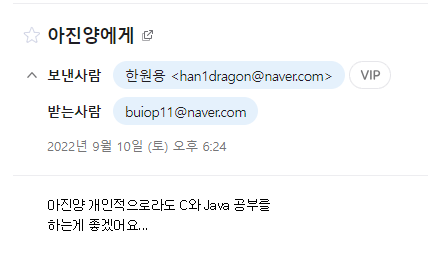 아진양에게
보낸사람 한원용 <han1dragon@naver.com> VIP
받는사람 buiop11@naver.com
2022년 9월 10일 (토) 오후 6:24
아진양 개인적으로라도 C와 Java 공부를
하는게 좋겠어요...